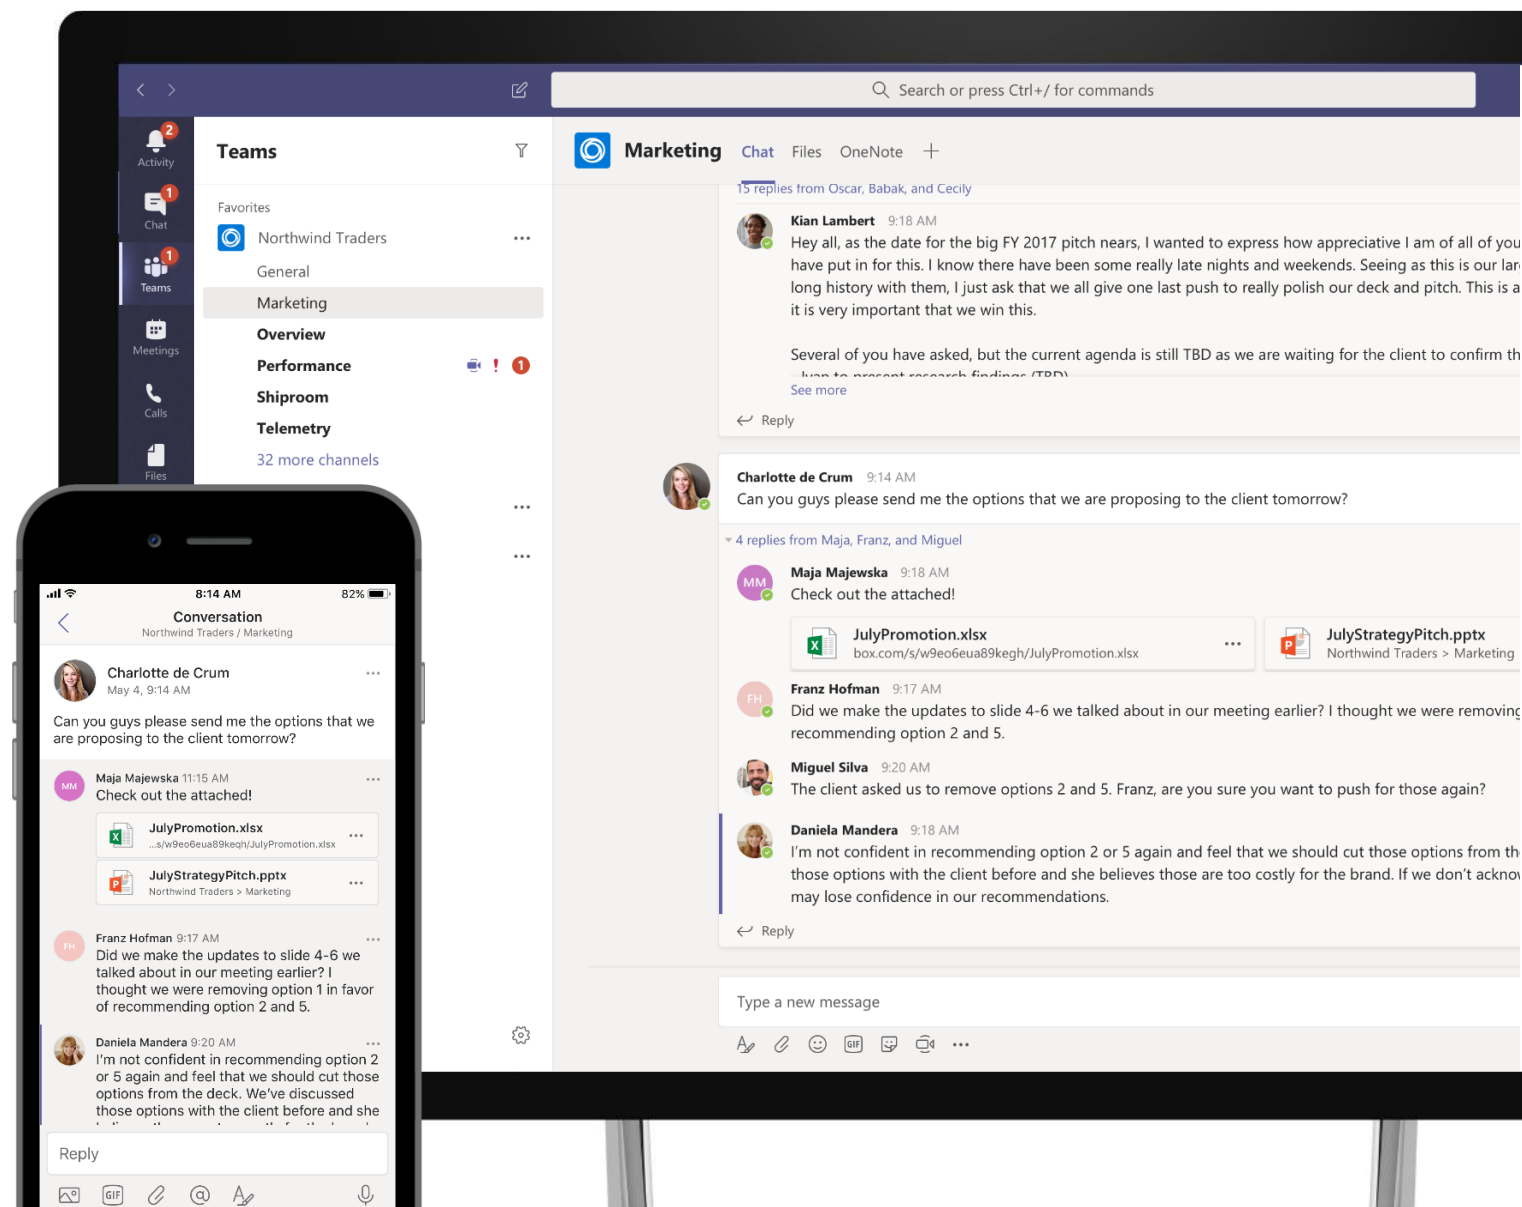 Search or press Ctrl+/ for commands
2
Activity
1
Chat
1
Teams
Meetings
Calls
Files
Teams
Favorites
Northwind Traders
General
Marketing
Overview
Performance
! 1
Shiproom
Telemetry
32 more channels
Marketing Chat Files OneNote
15 replies from Oscar, Babak, and Cecily
Kian Lambert 9:18 AM
Hey all, as the date for the big FY 2017 pitch nears, I wanted to express how appreciative I am of all of you
have put in for this. I know there have been some really late nights and weekends. Seeing as this is our lar
long history with them, I just ask that we all give one last push to really polish our deck and pitch. This is a
it is very important that we win this.
Several of you have asked, but the current agenda is still TBD as we are waiting for the client to confirm th
- Ivan to present research findings (TBD)
See more
Reply
Charlotte de Crum 9:14 AM
Can you guys please send me the options that we are proposing to the client tomorrow?
4 replies from Maja, Franz, and Miguel
MM
Maja Majewska 9:18 AM
Check out the attached!
JulyPromotion.xlsx
box.com/s/w9eo6eua89kegh/JulyPromotion.xlsx
JulyStrategyPitch.pptx
Northwind Traders > Marketing
FH
Franz Hofman 9:17 AM
Did we make the updates to slide 4-6 we talked about in our meeting earlier? I thought we were removing
recommending option 2 and 5.
Miguel Silva 9:20 AM
The client asked us to remove options 2 and 5. Franz, are you sure you want to push for those again?
Daniela Mandera 9:18 AM
I'm not confident in recommending option 2 or 5 again and feel that we should cut those options from the
those options with the client before and she believes those are too costly for the brand. If we don't acknow
may lose confidence in our recommendations.
Reply
Type a new message
GIF
8:14 AM 82%
Conversation
Northwind Traders / Marketing
Charlotte de Crum
May 4, 9:14 AM
Can you guys please send me the options that we
are proposing to the client tomorrow?
MM
Maja Majewska 11:15 AM
Check out the attached!
JulyPromotion.xlsx
...s/w9eo6eua89keqh/JulyPromotion.xlsx
JulyStrategyPitch.pptx
Northwind Traders > Marketing
FH
Franz Hofman 9:17 AM
Did we make the updates to slide 4-6 we
talked about in our meeting earlier? I
thought we were removing option 1 in favor
of recommending option 2 and 5.
Daniela Mandera 9:20 AM
I'm not confident in recommending option 2
or 5 again and feel that we should cut those
options from the deck. We've discussed
those options with the client before and she
Reply
GIF